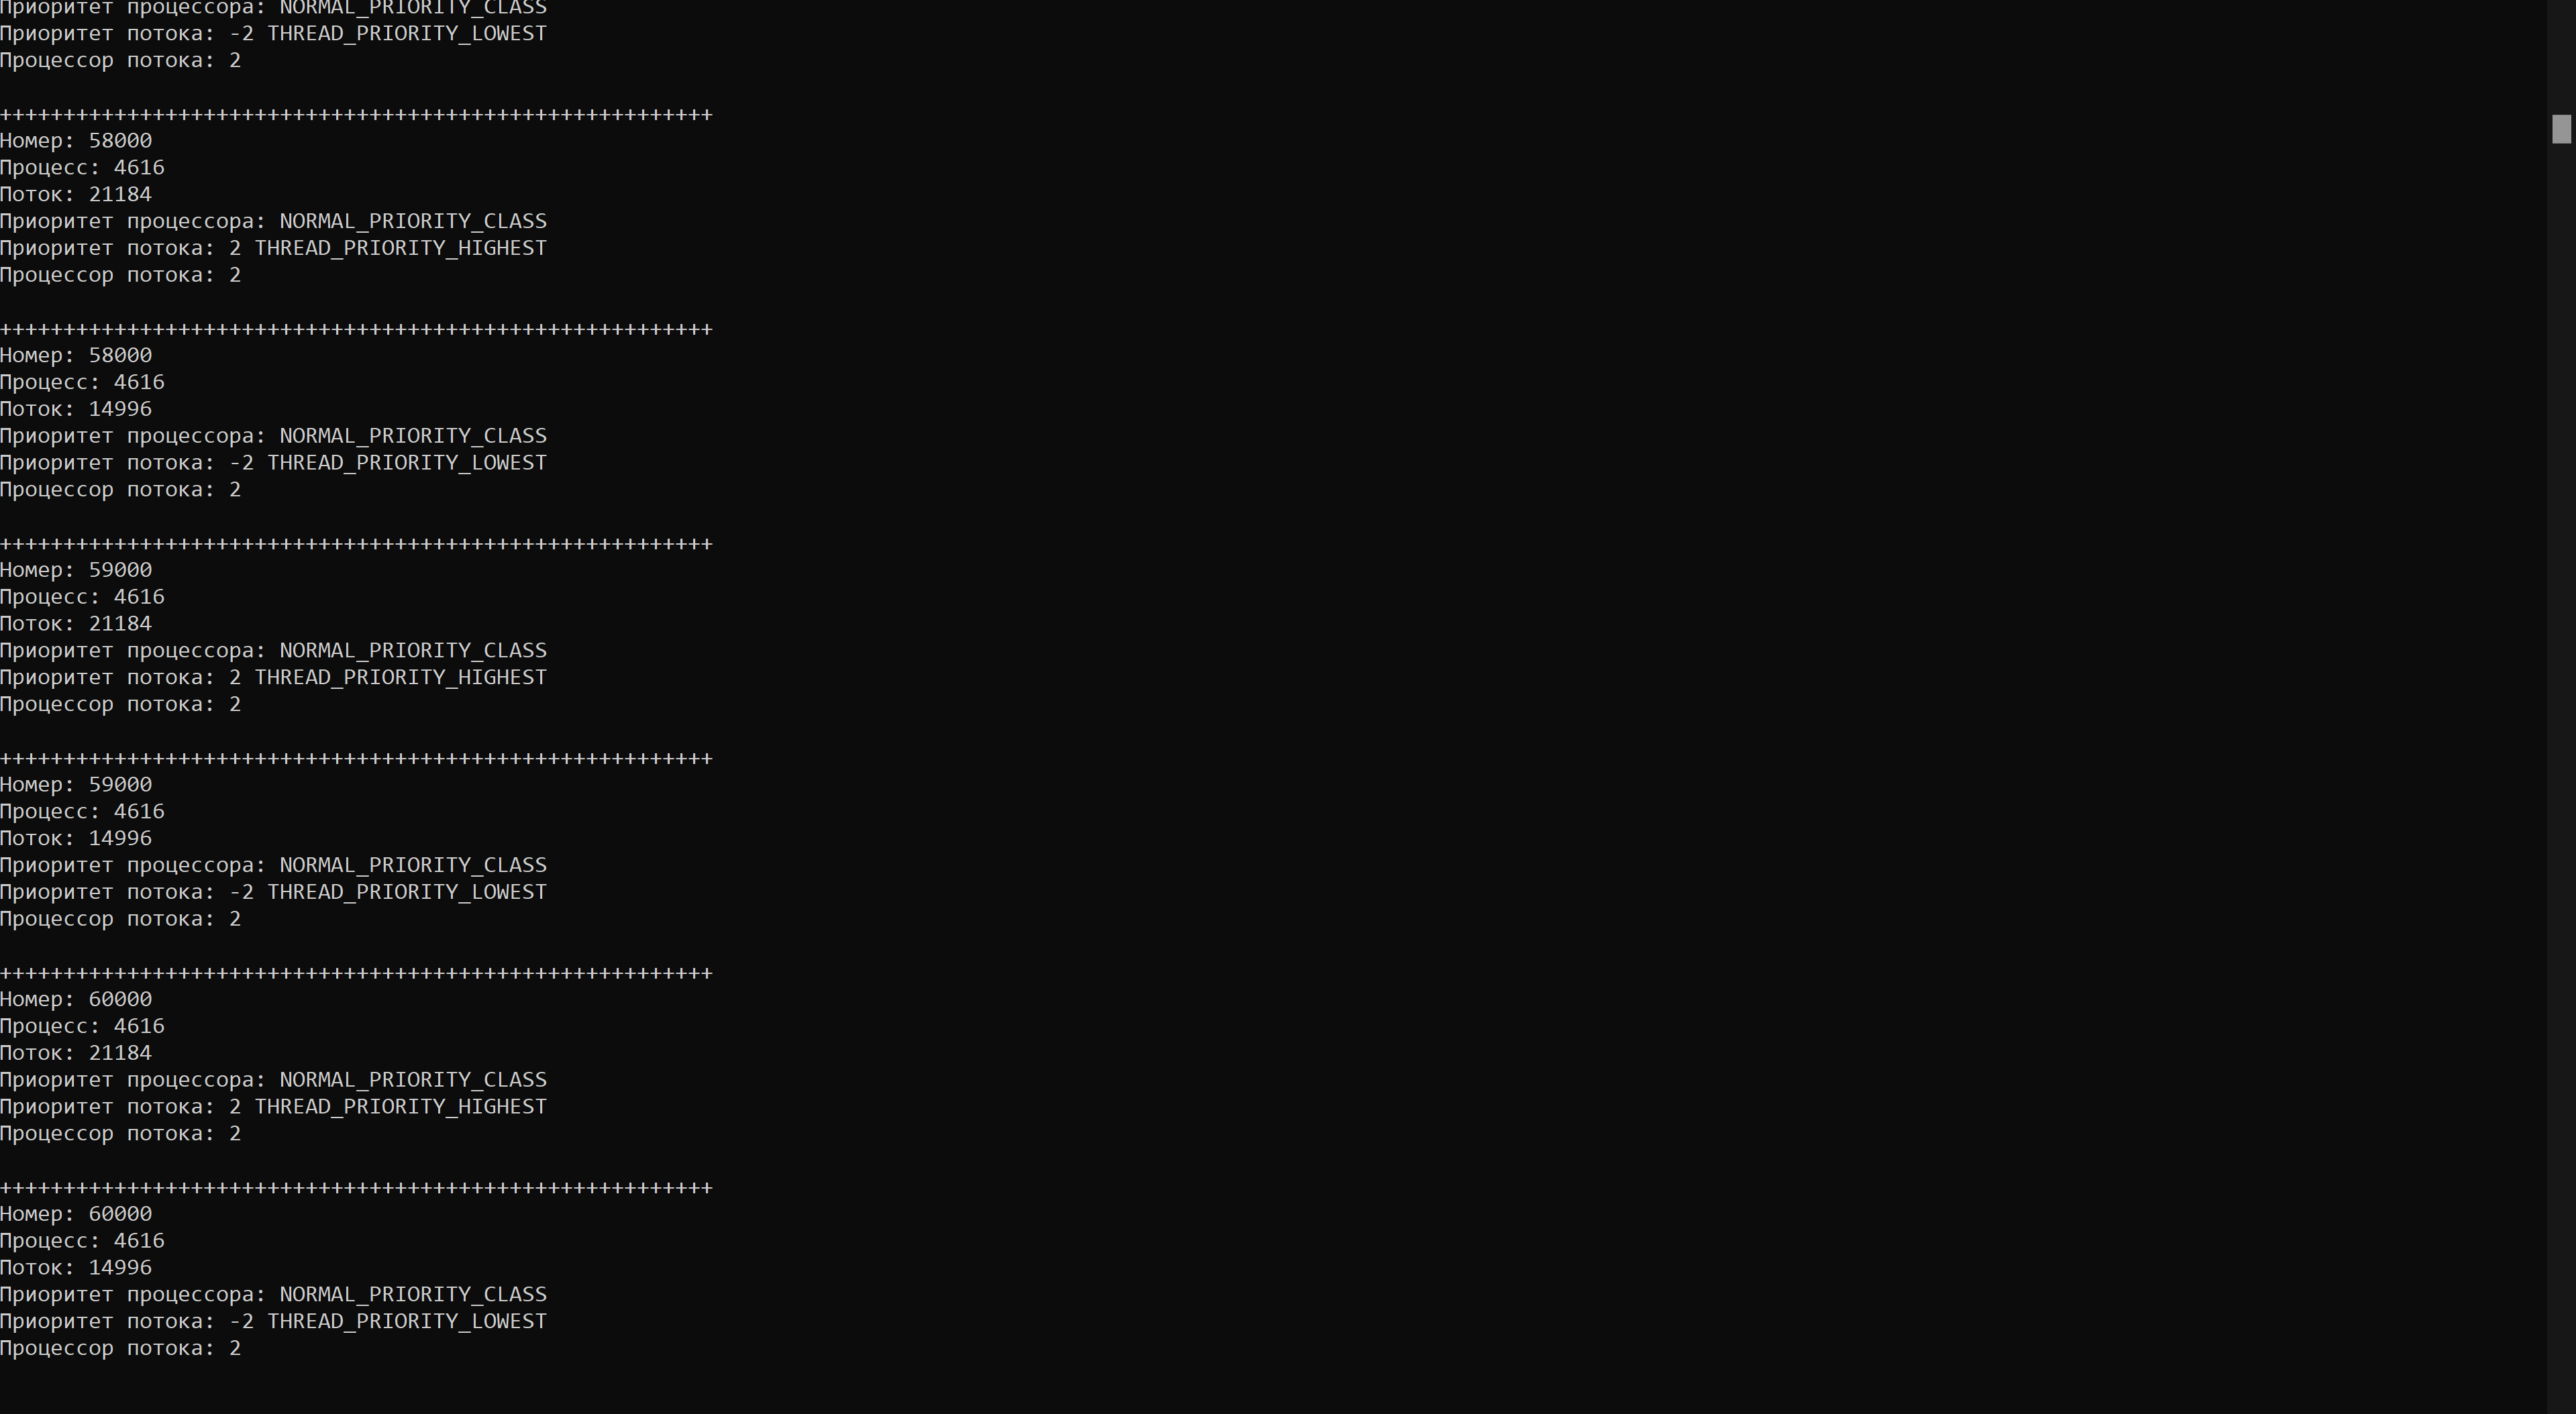 Приоритет процессора: NORMAL_PRIORITY_CLASS
Приоритет потока: -2 THREAD_PRIORITY_LOWEST
Процессор потока: 2
++++++++++++++++++++++++++++++++++++++++++++++++++++++++
Номер: 58000
Процесс: 4616
Поток: 21184
Приоритет процессора: NORMAL_PRIORITY_CLASS
Приоритет потока: 2 THREAD_PRIORITY_HIGHEST
Процессор потока: 2
++++++++++++++++++++++++++++++++++++++++++++++++++++++++
Номер: 58000
Процесс: 4616
Поток: 14996
Приоритет процессора: NORMAL_PRIORITY_CLASS
Приоритет потока: -2 THREAD_PRIORITY_LOWEST
Процессор потока: 2
++++++++++++++++++++++++++++++++++++++++++++++++++++++++
Номер: 59000
Процесс: 4616
Поток: 21184
Приоритет процессора: NORMAL_PRIORITY_CLASS
Приоритет потока: 2 THREAD_PRIORITY_HIGHEST
Процессор потока: 2
++++++++++++++++++++++++++++++++++++++++++++++++++++++++
Номер: 59000
Процесс: 4616
Поток: 14996
Приоритет процессора: NORMAL_PRIORITY_CLASS
Приоритет потока: -2 THREAD_PRIORITY_LOWEST
Процессор потока: 2
++++++++++++++++++++++++++++++++++++++++++++++++++++++++
Номер: 60000
Процесс: 4616
Поток: 21184
Приоритет процессора: NORMAL_PRIORITY_CLASS
Приоритет потока: 2 THREAD_PRIORITY_HIGHEST
Процессор потока: 2
++++++++++++++++++++++++++++++++++++++++++++++++++++++++
Номер: 60000
Процесс: 4616
Поток: 14996
Приоритет процессора: NORMAL_PRIORITY_CLASS
Приоритет потока: -2 THREAD_PRIORITY_LOWEST
Процессор потока: 2